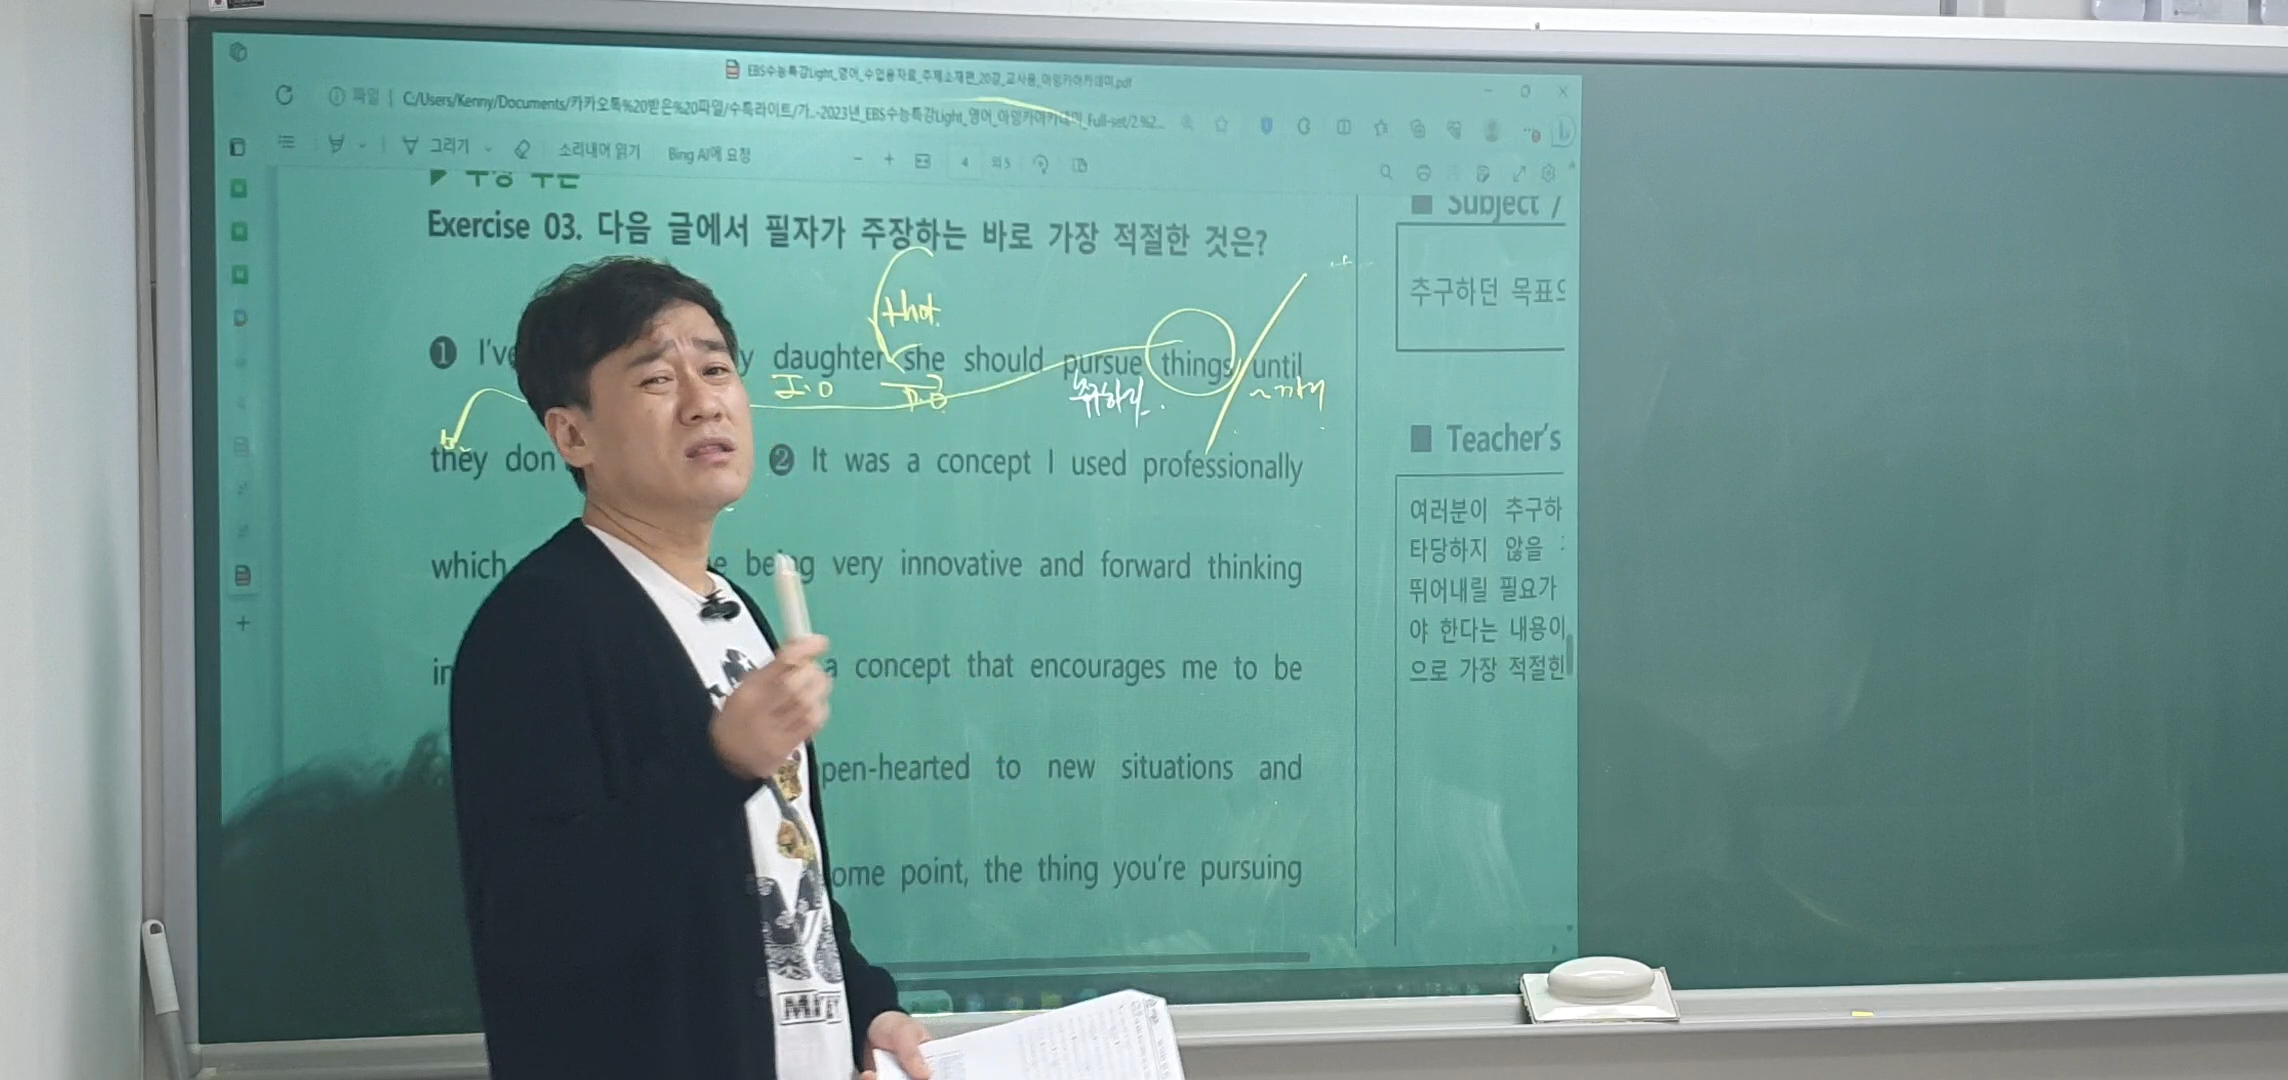 EBS수능특강Light_영어_수업용자료_주제소재편_20강_교사용_아잉카아카데미.pdf
파일 | C:/Users/Kenny/Documents/카카오톡%20받은%20파일/수특라이트/가..-2023년_EBS수능특강Light_영어_아잉카아카데미_Full-set/2.%2...
그리기 소리내어 읽기 Bing AI에 요청 4 의 5
Exercise 03. 다음 글에서 필자가 주장하는 바로 가장 적절한 것은?
that
❶ I've y daughter she should pursue things until
I·O D·O 추구하다 ~까지
they don ❷ It was a concept I used professionally
which e being very innovative and forward thinking
in a concept that encourages me to be
pen-hearted to new situations and
ome point, the thing you're pursuing
■ Subject /
추구하던 목표
■ Teacher's
여러분이 추구하
타당하지 않을
뛰어내릴 필요가
야 한다는 내용이
으로 가장 적절한